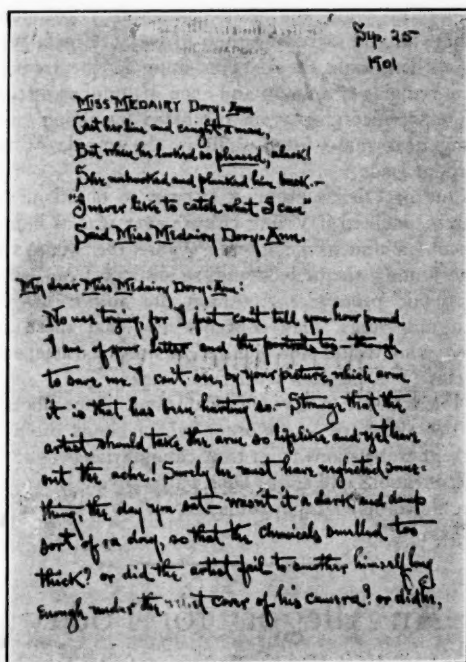 Sep. 25
1901
Miss Medairy Dory-Ann
Cast her line and caught a man,
But when he looked so pleased, alack!
She unhooked and plunked him back.—
"I never like to catch what I can"
Said Miss Medairy Dory-Ann.
My dear Miss Medairy Dory-Ann:
No use trying, for I just can't tell you how proud
I am of your letter and the portrait too—though
to save me I can't see, by your picture, which arm
it is that has been hurting so.—Strange that the
artist should take the arm so lifelike and yet leave
out the ache! Surely he must have neglected some=
thing, the day you sat—wasn't it a dark and damp
sort of a day, so that the chemicals smelled too
thick? or did the artist fail to smother himself long
enough under the cover of his camera? or did he,